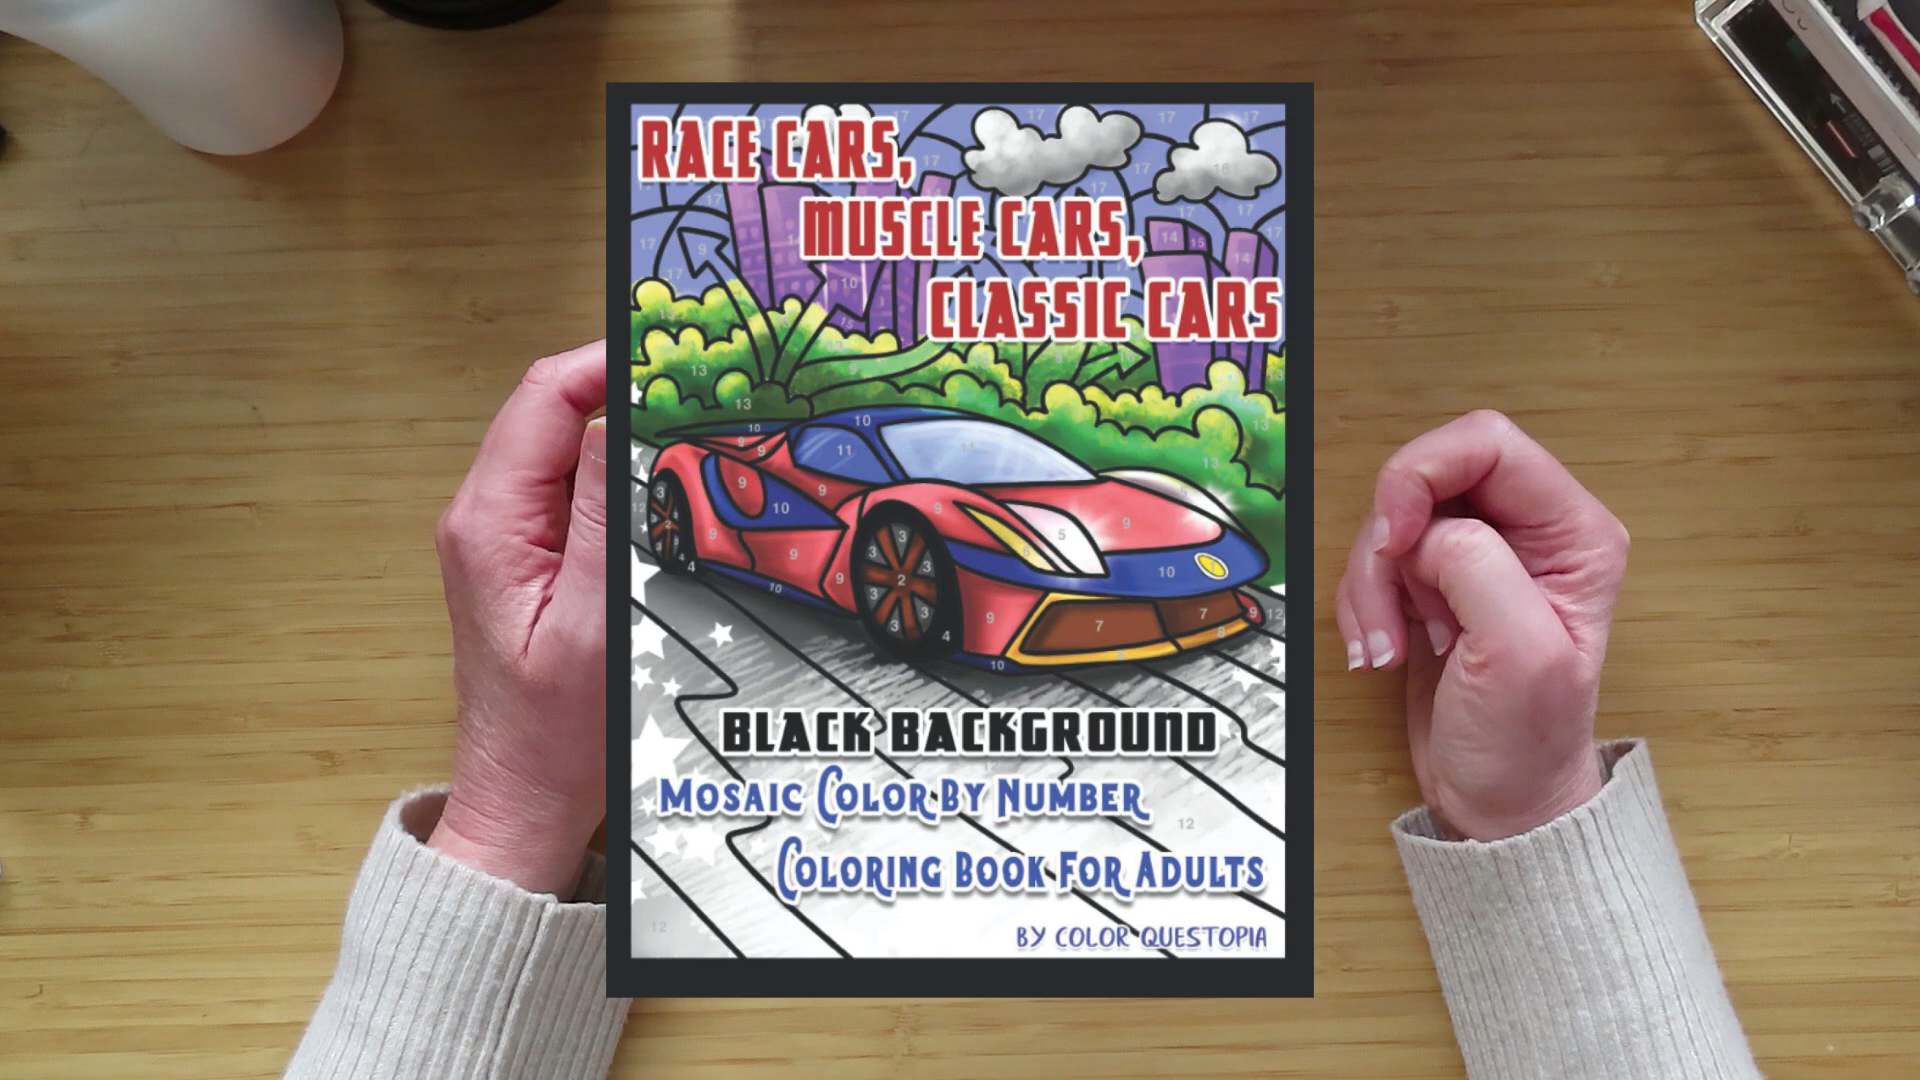 RACE CARS,
MUSCLE CARS,
CLASSIC CARS
BLACK BACKGROUND
MOSAIC COLOR BY NUMBER
COLORING BOOK FOR ADULTS
BY COLOR QUESTOPIA